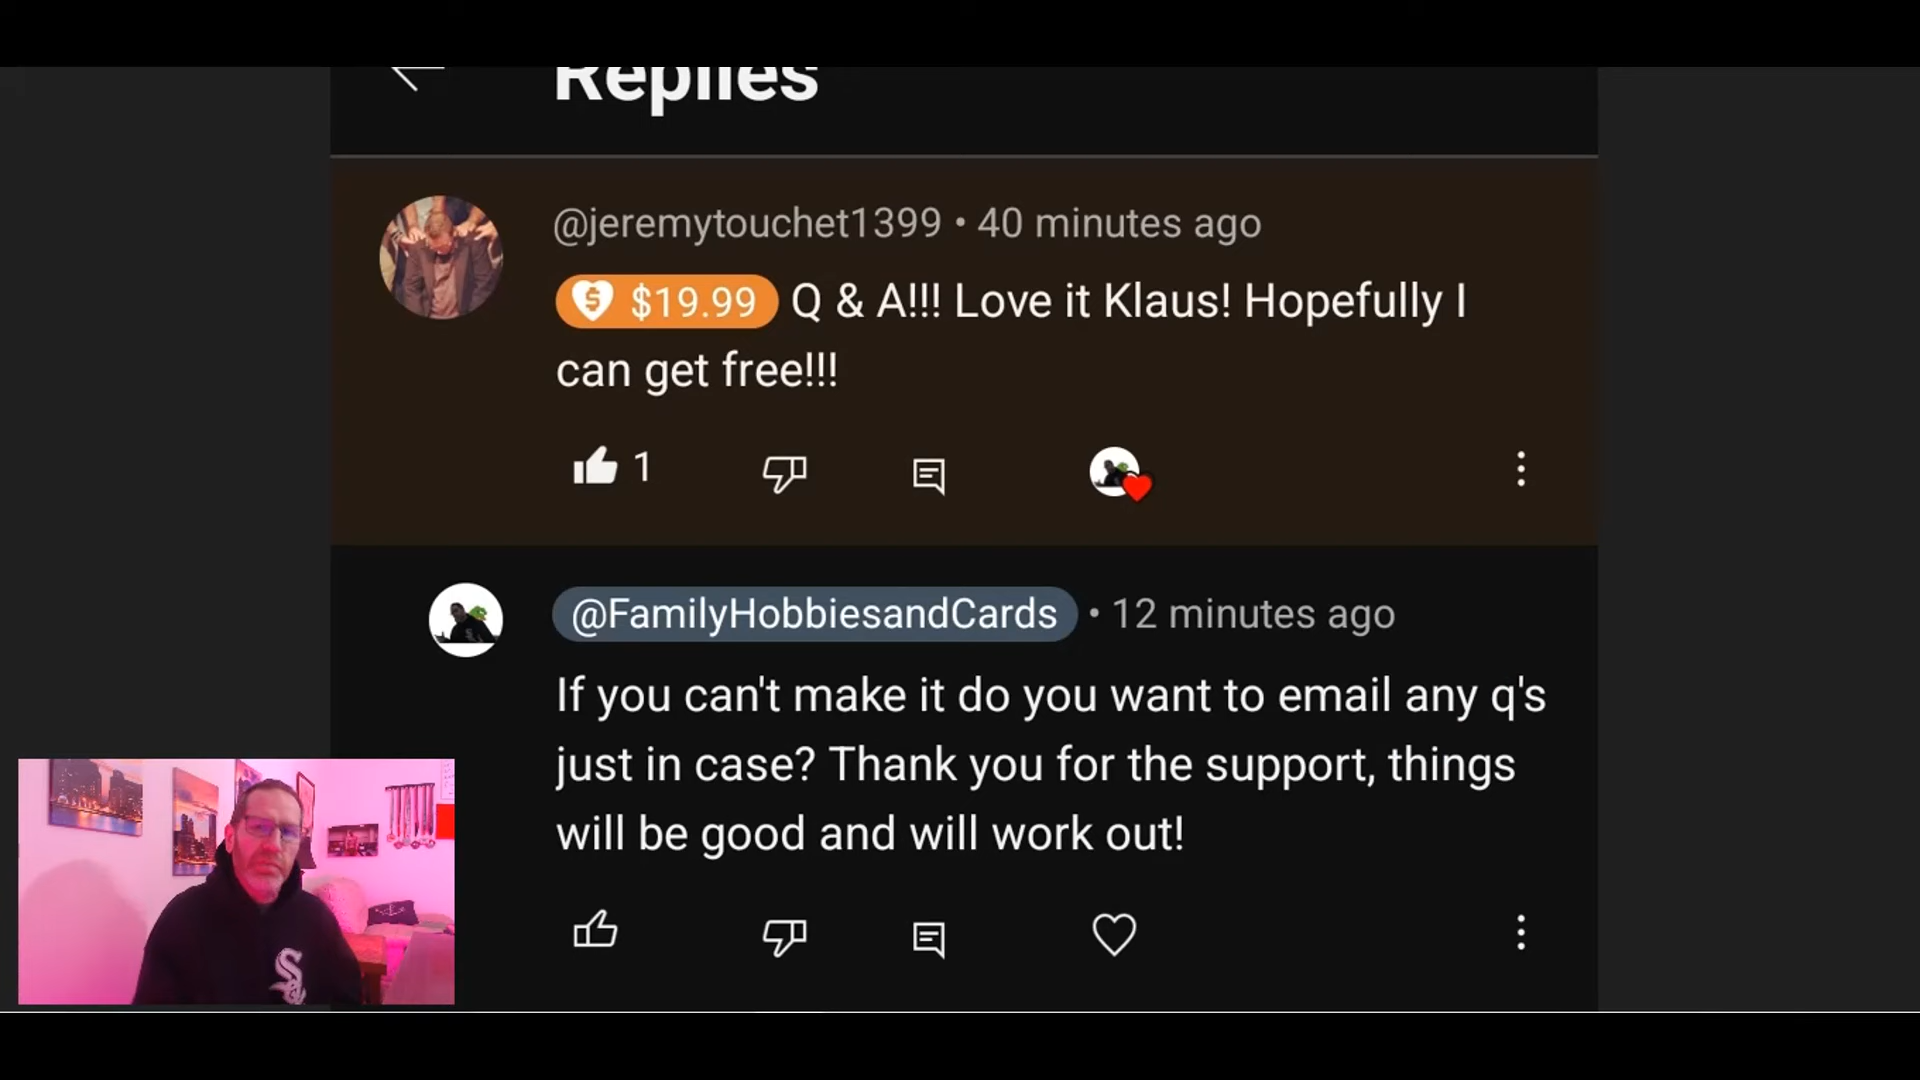 Replies
@jeremytouchet1399 • 40 minutes ago
$19.99 Q & A!!! Love it Klaus! Hopefully I
can get free!!!
1
@FamilyHobbiesandCards • 12 minutes ago
If you can't make it do you want to email any q's
just in case? Thank you for the support, things
will be good and will work out!
Sox